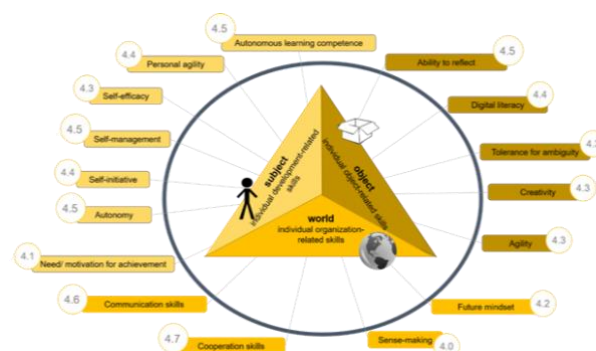 4.5
Autonomous learning competence
4.4
Personal agility
4.3
Self-efficacy
4.5
Self-management
4.4
Self-initiative
4.5
Autonomy
4.1
Need/ motivation for achievement
4.6
Communication skills
4.7
Cooperation skills
4.5
Ability to reflect
4.4
Digital literacy
Tolerance for ambiguity
4.3
Creativity
4.3
Agility
4.2
Future mindset
4.0
Sense-making
subject
individual development-related
skills
object
individual object-related skills
world
individual organization-
related skills